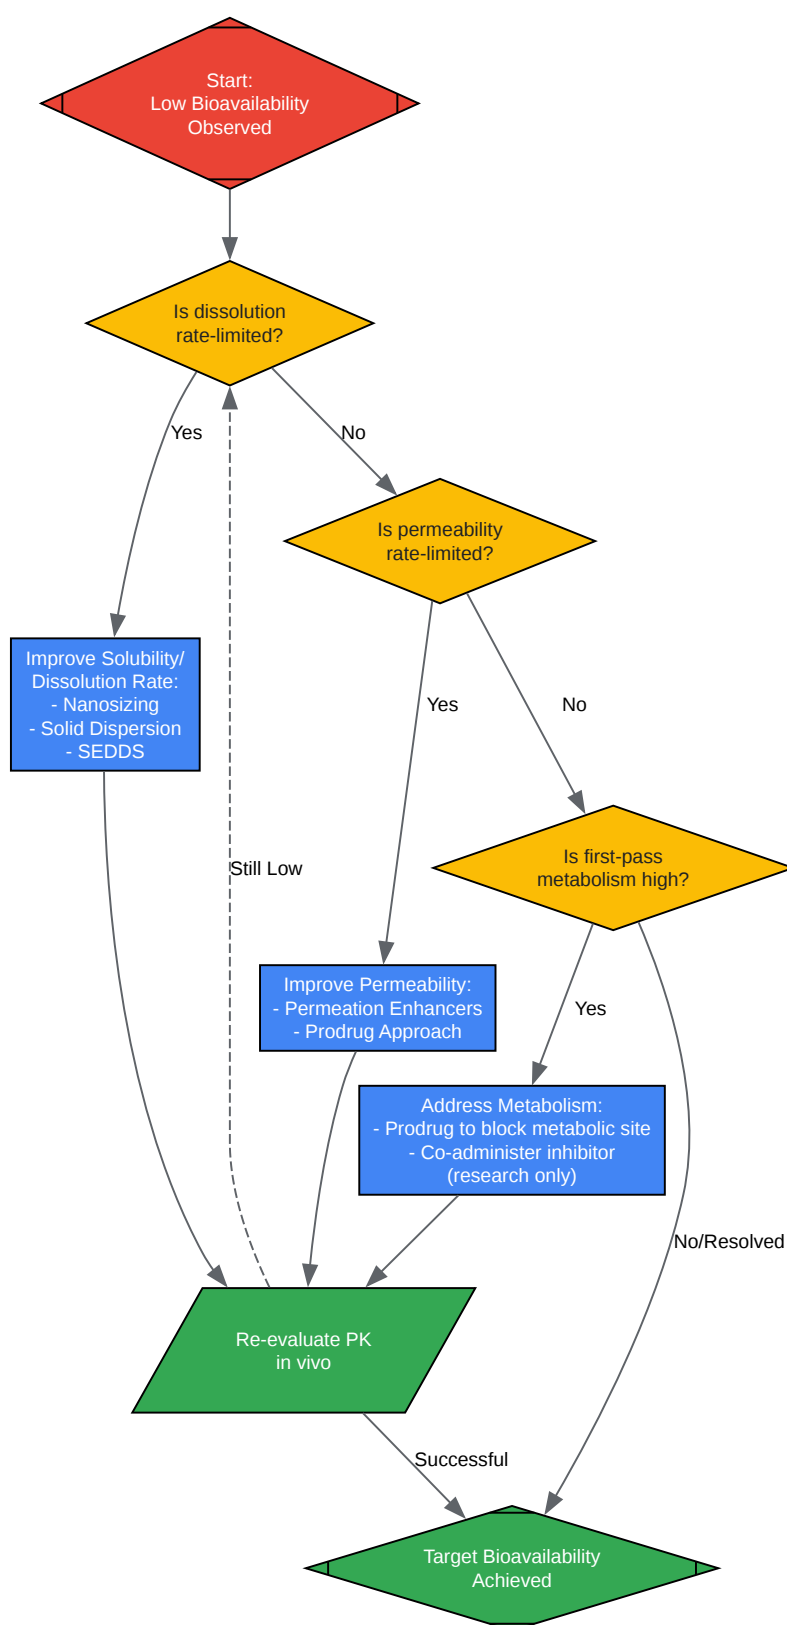 Start:
Low Bioavailability
Observed
Is dissolution
rate-limited?
Yes
No
Is permeability
rate-limited?
Improve Solubility/
Dissolution Rate:
- Nanosizing
- Solid Dispersion
- SEDDS
Yes
No
Is first-pass
metabolism high?
Still Low
Improve Permeability:
- Permeation Enhancers
- Prodrug Approach
Yes
Address Metabolism:
- Prodrug to block metabolic site
- Co-administer inhibitor
(research only)
No/Resolved
Re-evaluate PK
in vivo
Successful
Target Bioavailability
Achieved